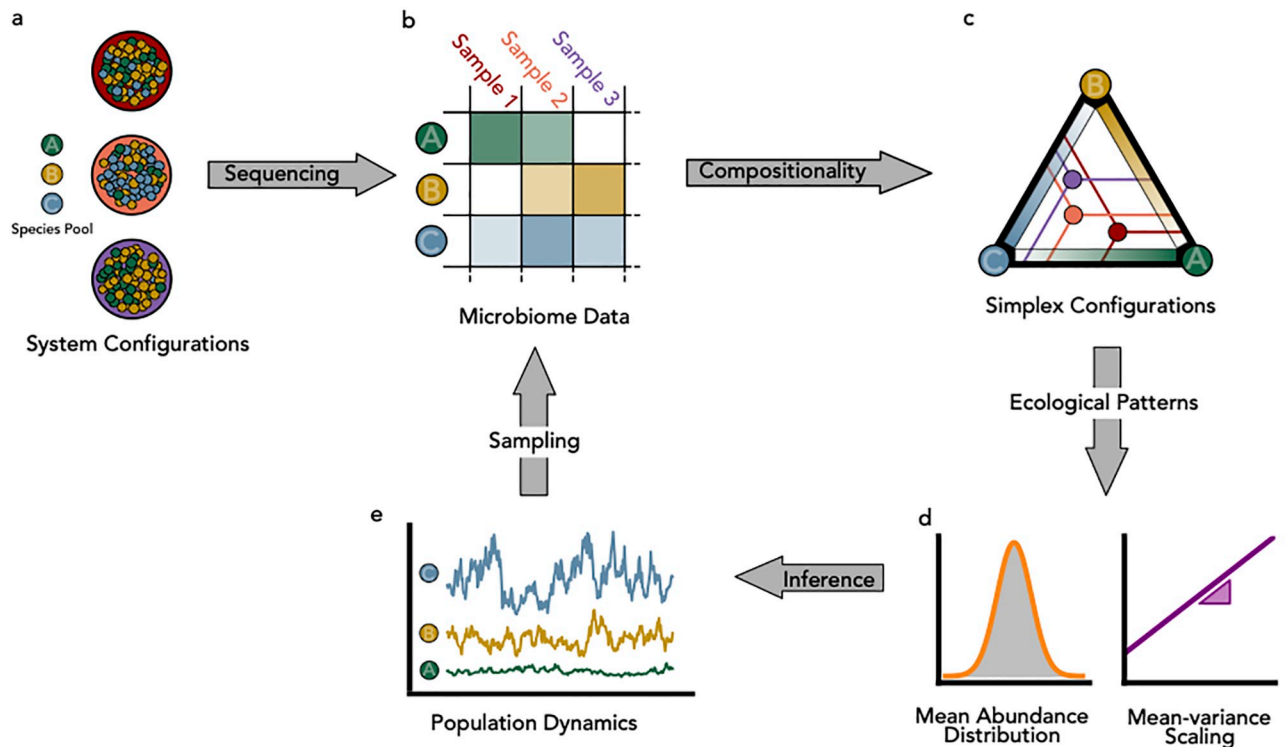 a
A
B
C
Species Pool
System Configurations
Sequencing
b
Sample 1
Sample 2
Sample 3
A
B
C
Microbiome Data
Compositionality
c
B
C
A
Simplex Configurations
Ecological Patterns
d
Mean Abundance
Distribution
Mean-variance
Scaling
Inference
e
C
B
A
Population Dynamics
Sampling